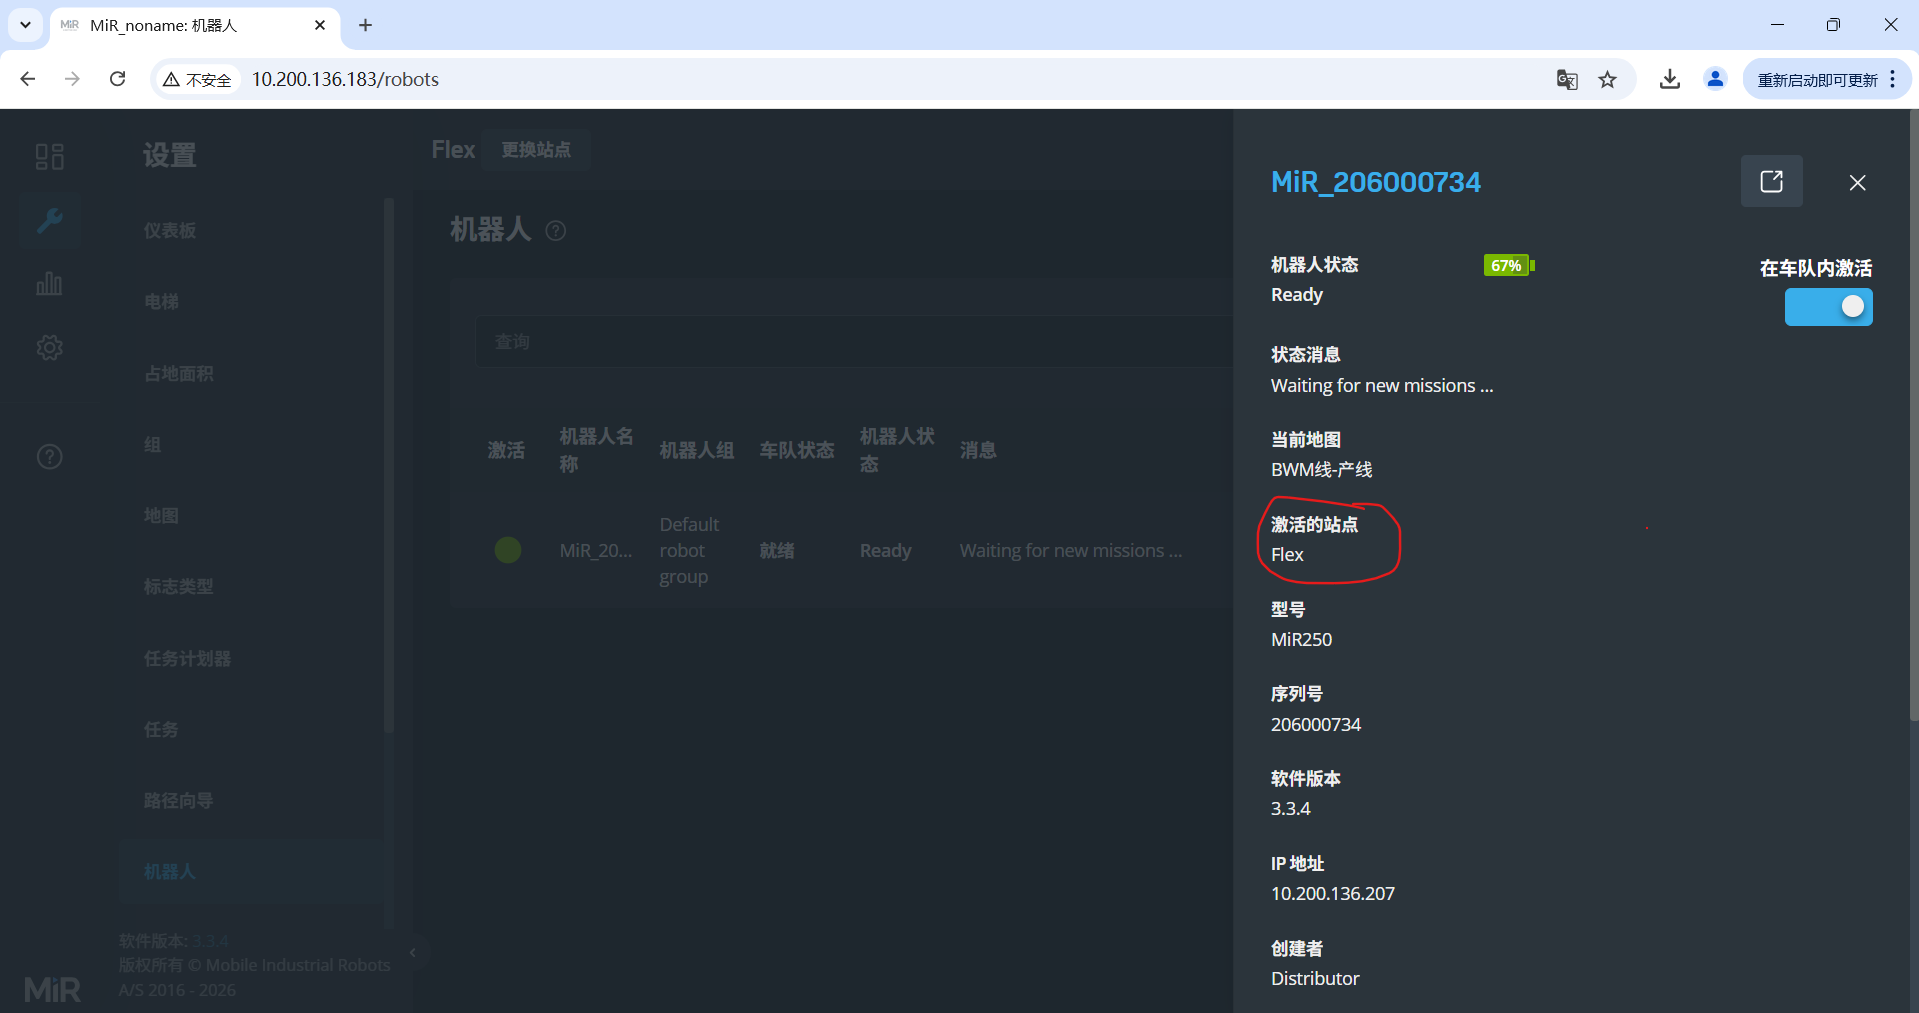 MiR_noname: 机器人
不安全
10.200.136.183/robots
重新启动即可更新
设置
仪表板
电梯
占地面积
组
地图
标志类型
任务计划器
任务
路径向导
机器人
软件版本: 3.3.4
版权所有 © Mobile Industrial Robots
A/S 2016 - 2026
MiR
Flex
更换站点
机器人
查询
激活
机器人名
称
机器人组
车队状态
机器人状
态
消息
MiR_20...
Default
robot
group
就绪
Ready
Waiting for new missions ...
MiR_206000734
机器人状态
67%
Ready
在车队内激活
状态消息
Waiting for new missions ...
当前地图
BWM线-产线
激活的站点
Flex
型号
MiR250
序列号
206000734
软件版本
3.3.4
IP 地址
10.200.136.207
创建者
Distributor